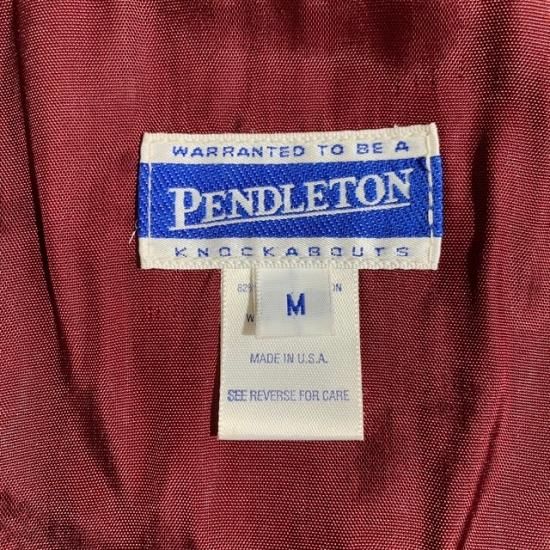 WARRANTED TO BE A
PENDLETON
KNOCKABOUTS
M
MADE IN U.S.A.
SEE REVERSE FOR CARE